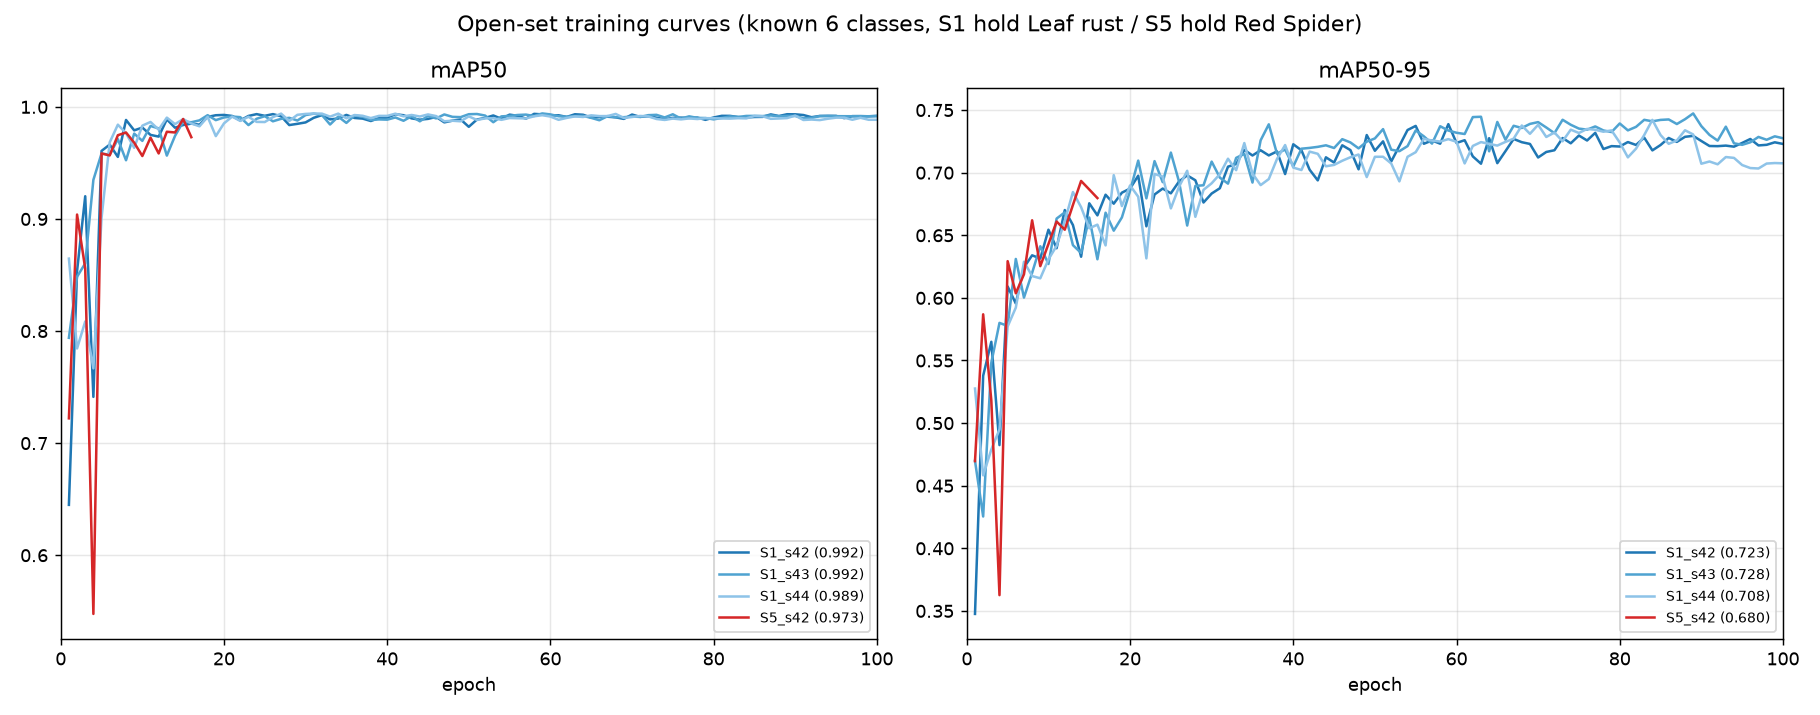 Open-set training curves (known 6 classes, S1 hold Leaf rust / S5 hold Red Spider)
mAP50
1.0
0.9
0.8
0.7
0.6
0 20 40 60 80 100
epoch
S1_s42 (0.992)
S1_s43 (0.992)
S1_s44 (0.989)
S5_s42 (0.973)
mAP50-95
0.75
0.70
0.65
0.60
0.55
0.50
0.45
0.40
0.35
0 20 40 60 80 100
epoch
S1_s42 (0.723)
S1_s43 (0.728)
S1_s44 (0.708)
S5_s42 (0.680)